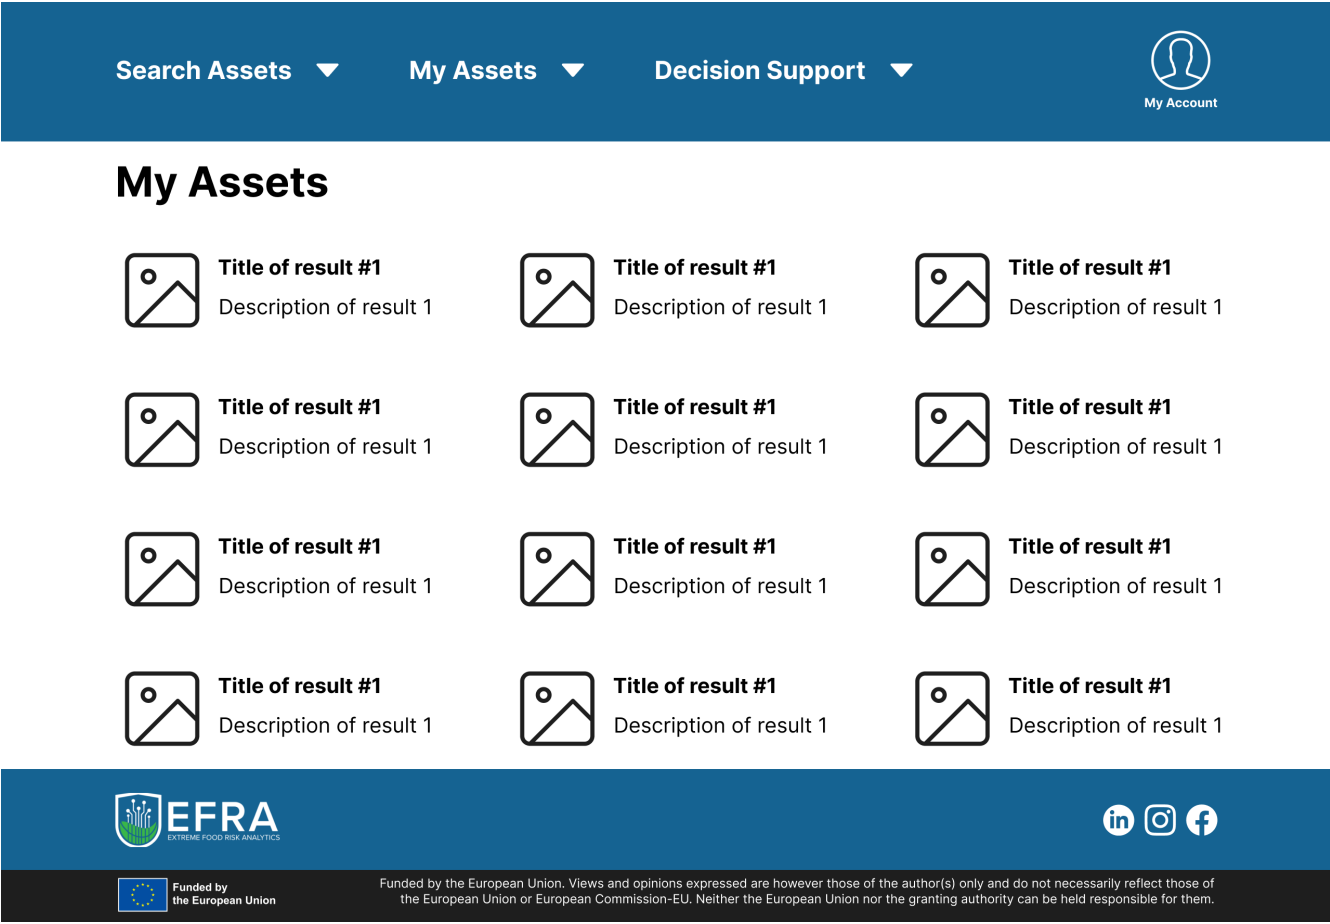 Search Assets
My Assets
Decision Support
My Account
My Assets
Title of result #1
Description of result 1
Title of result #1
Description of result 1
Title of result #1
Description of result 1
Title of result #1
Description of result 1
Title of result #1
Description of result 1
Title of result #1
Description of result 1
Title of result #1
Description of result 1
Title of result #1
Description of result 1
Title of result #1
Description of result 1
Title of result #1
Description of result 1
Title of result #1
Description of result 1
Title of result #1
Description of result 1
EFRA
EXTREME FOOD RISK ANALYTICS
in
Funded by
the European Union
Funded by the European Union. Views and opinions expressed are however those of the author(s) only and do not necessarily reflect those of
the European Union or European Commission-EU. Neither the European Union nor the granting authority can be held responsible for them.